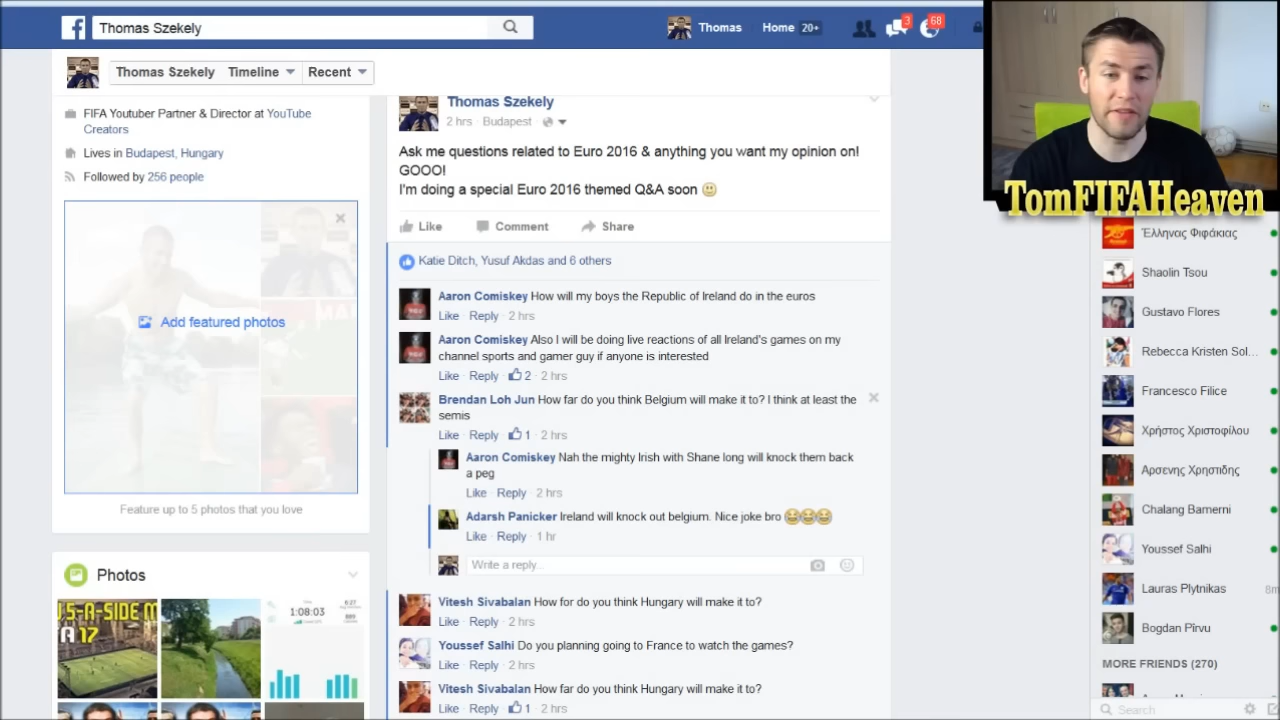 Thomas Szekely
Thomas
Home 20+
3
68
Thomas Szekely Timeline Recent
FIFA Youtuber Partner & Director at YouTube
Creators
Lives in Budapest, Hungary
Followed by 256 people
Add featured photos
Feature up to 5 photos that you love
Photos
5-A-SIDE M
A 17
1:08:03
Thomas Szekely
2 hrs · Budapest ·
Ask me questions related to Euro 2016 & anything you want my opinion on!
GOOO!
I'm doing a special Euro 2016 themed Q&A soon
Like Comment Share
Katie Ditch, Yusuf Akdas and 6 others
Aaron Comiskey How will my boys the Republic of Ireland do in the euros
Like · Reply · 2 hrs
Aaron Comiskey Also I will be doing live reactions of all Ireland's games on my
channel sports and gamer guy if anyone is interested
Like · Reply · 2 · 2 hrs
Brendan Loh Jun How far do you think Belgium will make it to? I think at least the
semis
Like · Reply · 1 · 2 hrs
Aaron Comiskey Nah the mighty Irish with Shane long will knock them back
a peg
Like · Reply · 2 hrs
Adarsh Panicker Ireland will knock out belgium. Nice joke bro 😂😂😂
Like · Reply · 1 hr
Write a reply...
Vitesh Sivabalan How for do you think Hungary will make it to?
Like · Reply · 2 hrs
Youssef Salhi Do you planning going to France to watch the games?
Like · Reply · 2 hrs
Vitesh Sivabalan How far do you think Hungary will make it to?
Like · Reply · 1 · 2 hrs
TomFIFAHeaven
Έλληνας Φιφάκιας
Shaolin Tsou
Gustavo Flores
Rebecca Kristen Sol...
Francesco Filice
Χρήστος Χριστοφίλου
Αρσενης Χρηστιδης
Chalang Bamerni
Youssef Salhi
Lauras Plytnikas
Bogdan Pîrvu
MORE FRIENDS (270)
Search